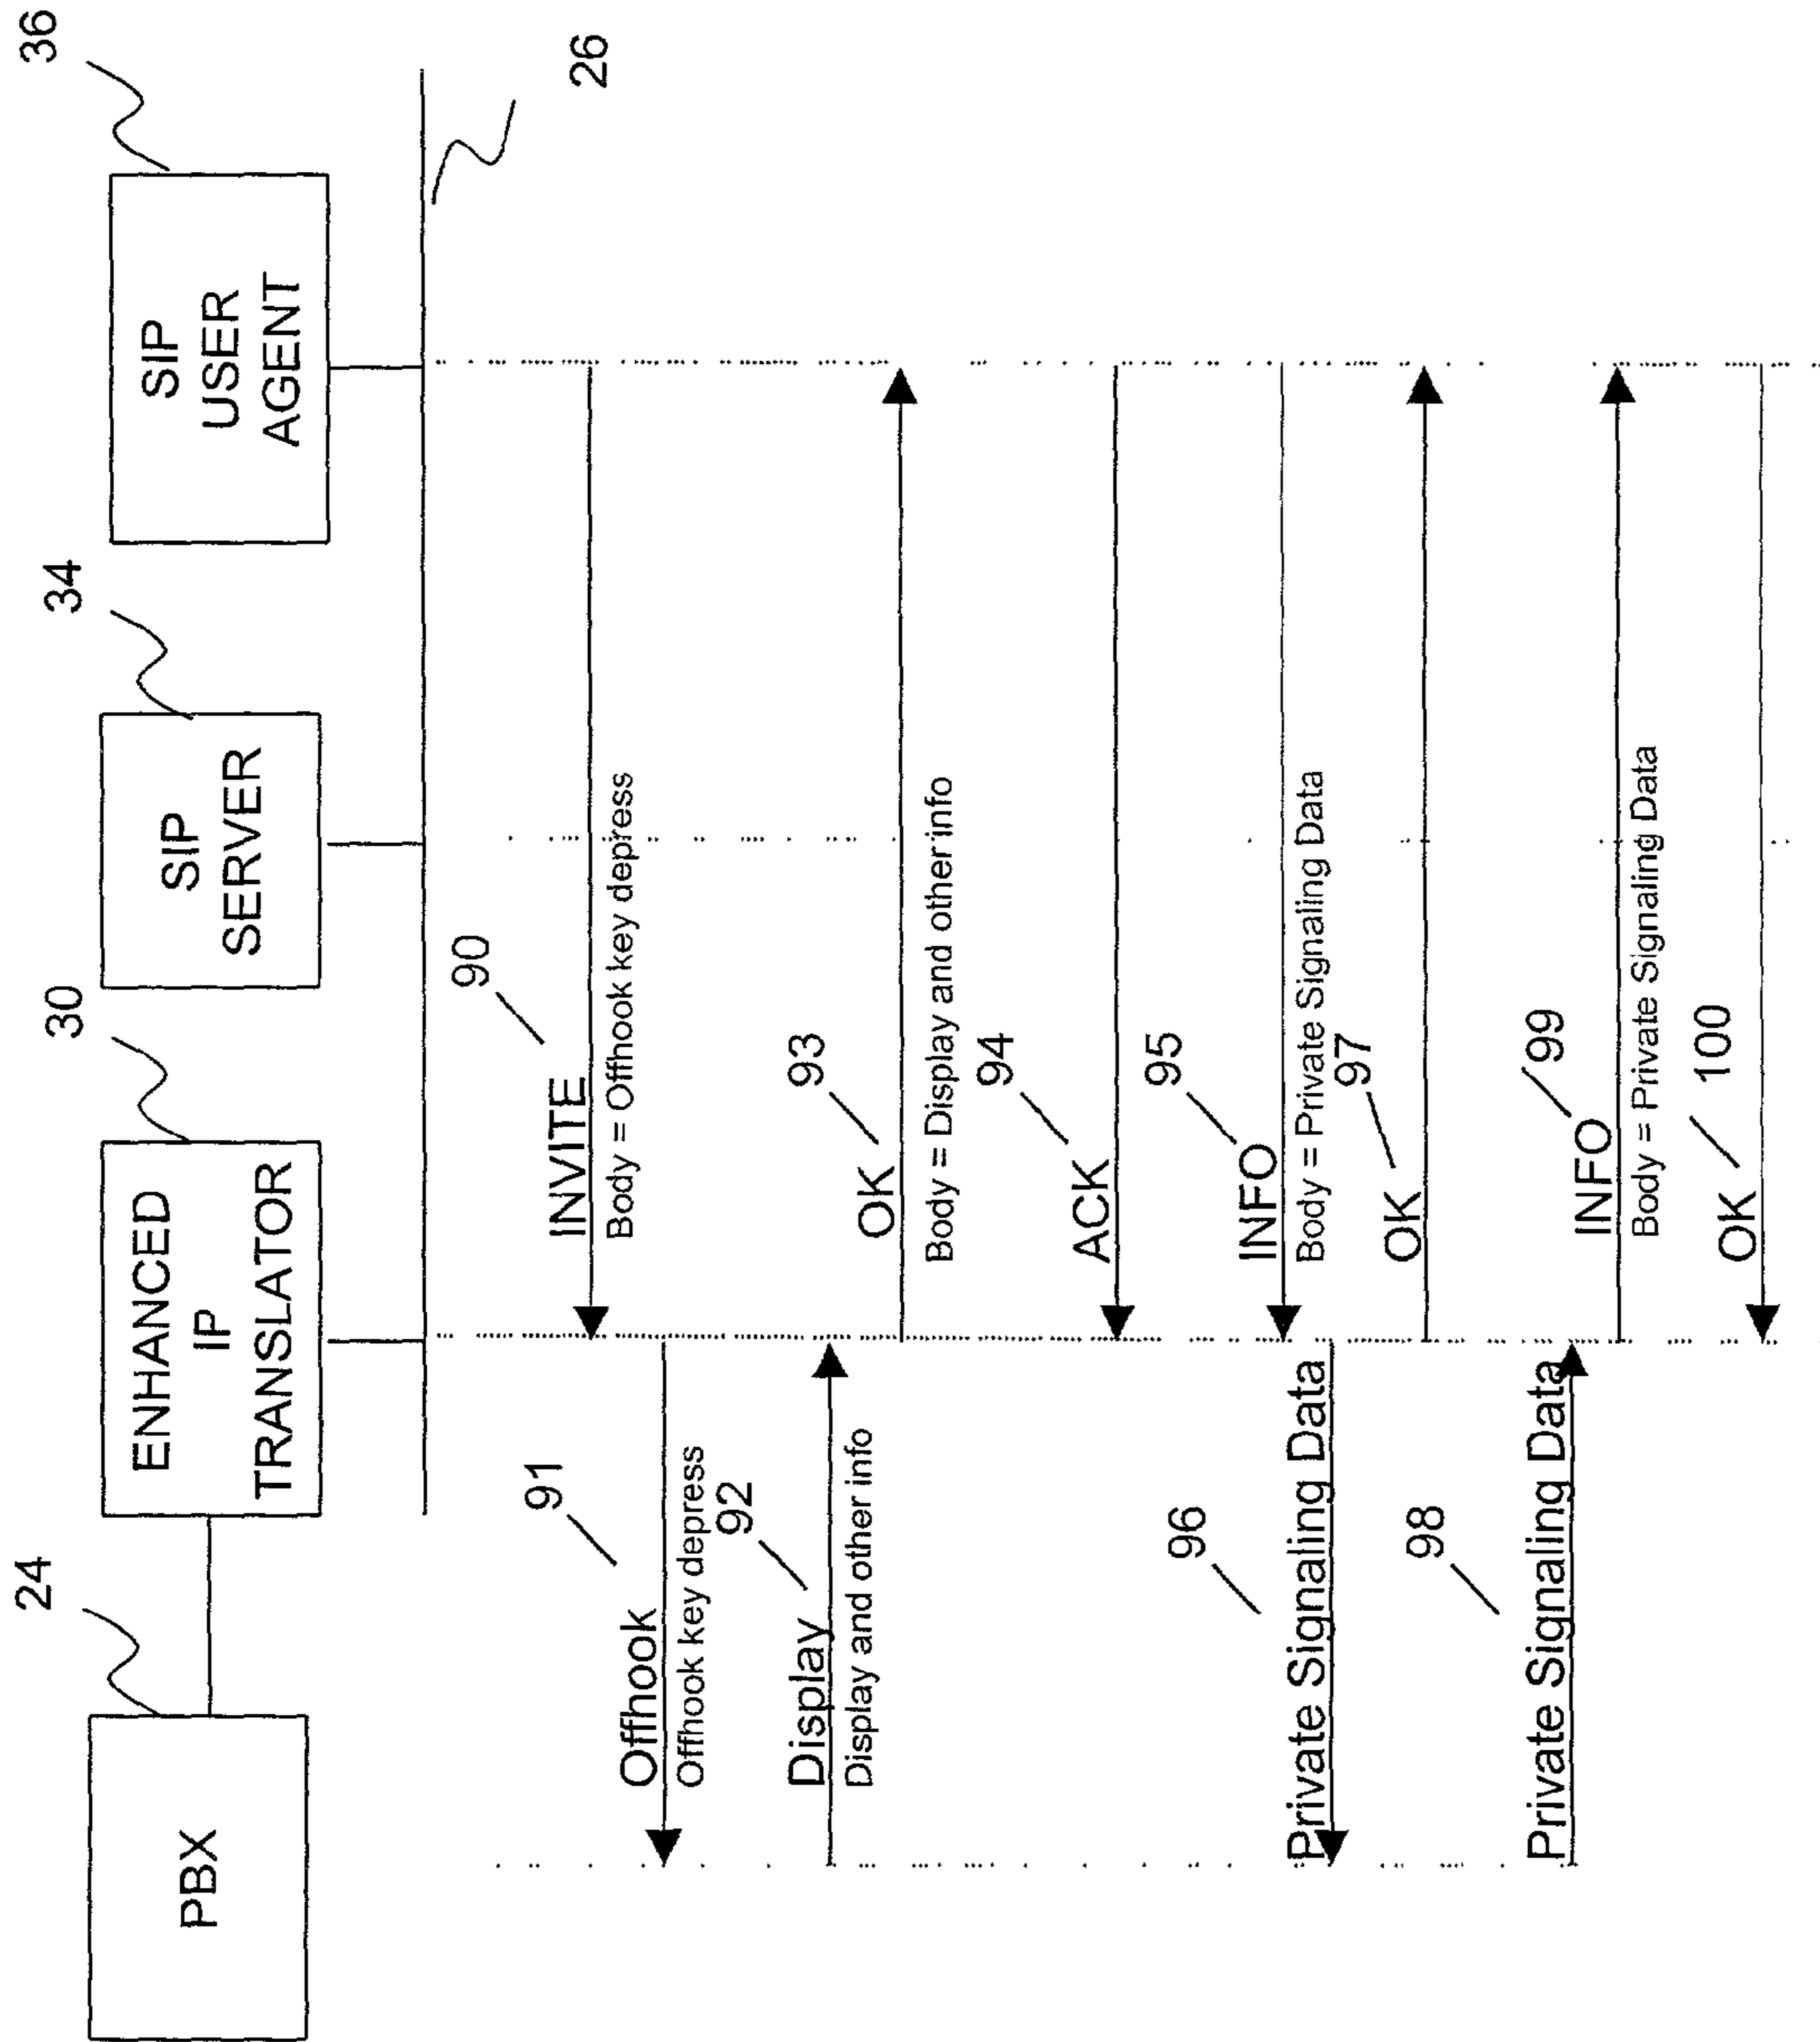 24
30
34
36
PBX
ENHANCED
IP
TRANSLATOR
SIP
SERVER
SIP
USER
AGENT
26
90
INVITE
Body = Offhook key depress
91
Offhook
Offhook key depress
92
Display
Display and other info
93
OK
Body = Display and other info
94
ACK
95
INFO
Body = Private Signaling Data
96
Private Signaling Data
97
OK
98
Private Signaling Data
99
INFO
Body = Private Signaling Data
100
OK